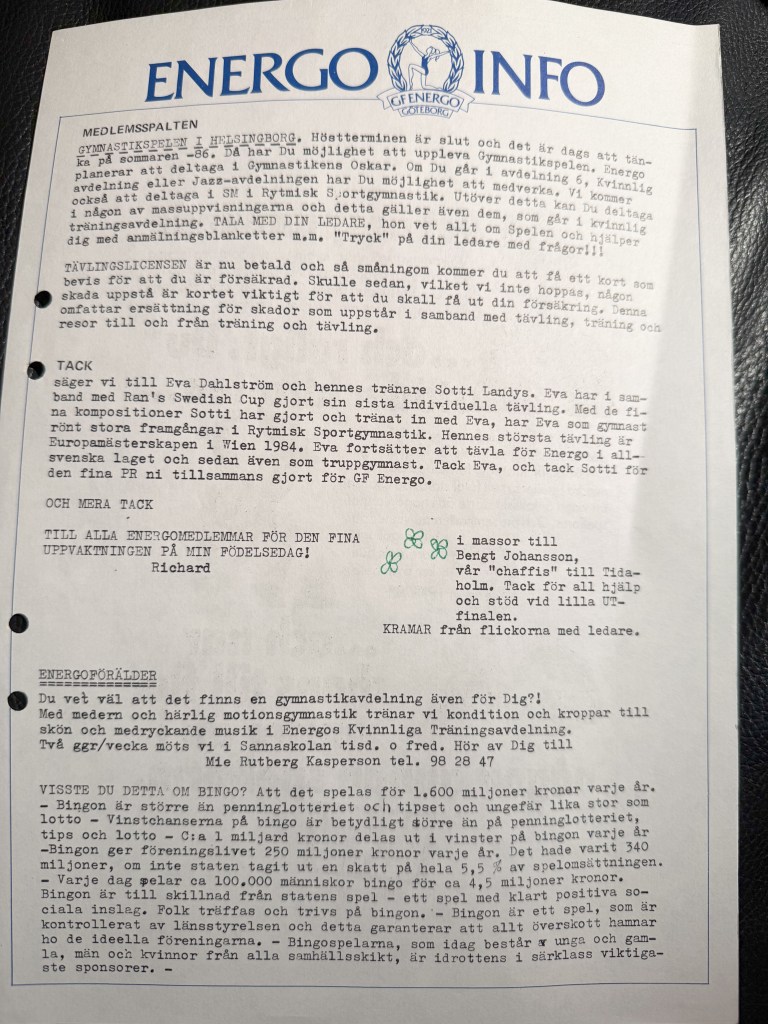 ENERGO INFO
GF ENERGO
GÖTEBORG
MEDLEMSSPALTEN
GYMNASTIKSPELEN I HELSINGBORG. Höstterminen är slut och det är dags att tän-
ka på sommaren -86. Då har Du möjlighet att uppleva Gymnastikspelen. Energo
planerar att deltaga i Gymnastikens Oskar. Om Du går i avdelning 6, Kvinnlig
avdelning eller Jazz-avdelningen har Du möjlighet att medverka. Vi kommer
också att deltaga i SM i Rytmisk Sportgymnastik. Utöver detta kan Du deltaga
i någon av massuppvisningarna och detta gäller även dem, som går i kvinnlig
träningsavdelning. TALA MED DIN LEDARE, hon vet allt om Spelen och hjälper
dig med anmälningsblanketter m.m. "Tryck" på din ledare med frågor!!!
TÄVLINGSLICENSEN är nu betald och så småningom kommer du att få ett kort som
bevis för att du är försäkrad. Skulle sedan, vilket vi inte hoppas, någon
skada uppstå är kortet viktigt för att du skall få ut din försäkring. Denna
omfattar ersättning för skador som uppstår i samband med tävling, träning och
resor till och från träning och tävling.
TACK
säger vi till Eva Dahlström och hennes tränare Sotti Landys. Eva har i sam-
band med Ran's Swedish Cup gjort sin sista individuella tävling. Med de fi-
na kompositioner Sotti har gjort och tränat in med Eva, har Eva som gymnast
rönt stora framgångar i Rytmisk Sportgymnastik. Hennes största tävling är
Europamästerskapen i Wien 1984. Eva fortsätter att tävla för Energo i all-
svenska laget och sedan även som truppgymnast. Tack Eva, och tack Sotti för
den fina PR ni tillsammans gjort för GF Energo.
OCH MERA TACK
TILL ALLA ENERGOMEDLEMMAR FÖR DEN FINA
UPPVAKTNINGEN PÅ MIN FÖDELSEDAG!
Richard
i massor till
Bengt Johansson,
vår "chaffis" till Tida-
holm. Tack för all hjälp
och stöd vid lilla UT-
finalen.
KRAMAR från flickorna med ledare.
ENERGOFÖRÄLDER
Du vet väl att det finns en gymnastikavdelning även för Dig?!
Med medern och härlig motionsgymnastik tränar vi kondition och kroppar till
skön och medryckande musik i Energos Kvinnliga Träningsavdelning.
Två ggr/vecka möts vi i Sannaskolan tisd. o fred. Hör av Dig till
Mie Rutberg Kasperson tel. 98 28 47
VISSTE DU DETTA OM BINGO? Att det spelas för 1.600 miljoner kronor varje år.
- Bingon är större än penninglotteriet och tipset och ungefär lika stor som
lotto - Vinstchanserna på bingo är betydligt större än på penninglotteriet,
tips och lotto - C:a 1 miljard kronor delas ut i vinster på bingon varje år
-Bingon ger föreningslivet 250 miljoner kronor varje år. Det hade varit 340
miljoner, om inte staten tagit ut en skatt på hela 5,5 % av spelomsättningen.
- Varje dag spelar ca 100.000 människor bingo för ca 4,5 miljoner kronor.
Bingon är till skillnad från statens spel - ett spel med klart positiva so-
ciala inslag. Folk träffas och trivs på bingon. - Bingon är ett spel, som är
kontrollerat av länsstyrelsen och detta garanterar att allt överskott hamnar
ho de ideella föreningarna. - Bingospelarna, som idag består av unga och gam-
la, män och kvinnor från alla samhällsskikt, är idrottens i särklass viktiga-
ste sponsorer. -